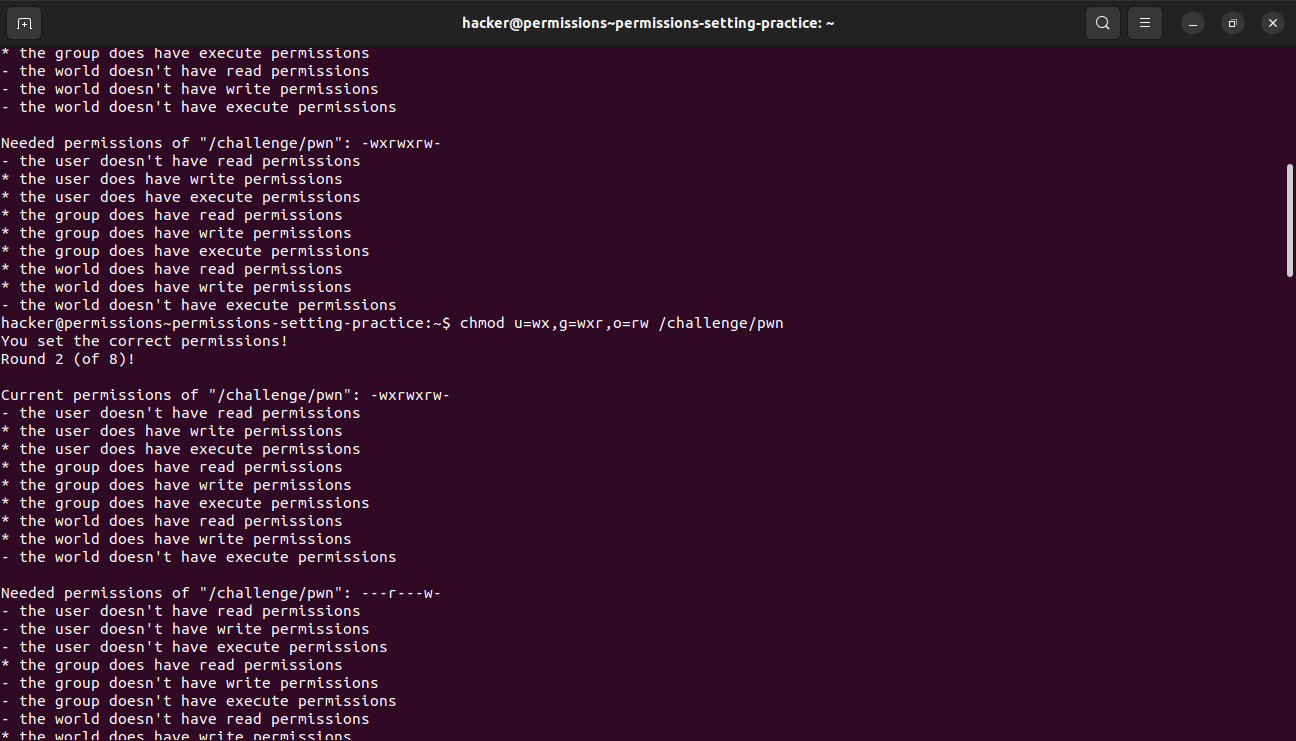 hacker@permissions~permissions-setting-practice: ~
* the group does have execute permissions
- the world doesn't have read permissions
- the world doesn't have write permissions
- the world doesn't have execute permissions
Needed permissions of "/challenge/pwn": -wxrwxrw-
- the user doesn't have read permissions
* the user does have write permissions
* the user does have execute permissions
* the group does have read permissions
* the group does have write permissions
* the group does have execute permissions
* the world does have read permissions
* the world does have write permissions
- the world doesn't have execute permissions
hacker@permissions~permissions-setting-practice:~$ chmod u=wx,g=wxr,o=rw /challenge/pwn
You set the correct permissions!
Round 2 (of 8)!
Current permissions of "/challenge/pwn": -wxrwxrw-
- the user doesn't have read permissions
* the user does have write permissions
* the user does have execute permissions
* the group does have read permissions
* the group does have write permissions
* the group does have execute permissions
* the world does have read permissions
* the world does have write permissions
- the world doesn't have execute permissions
Needed permissions of "/challenge/pwn": ---r---w-
- the user doesn't have read permissions
- the user doesn't have write permissions
- the user doesn't have execute permissions
* the group does have read permissions
- the group doesn't have write permissions
- the group doesn't have execute permissions
- the world doesn't have read permissions
* the world does have write permissions